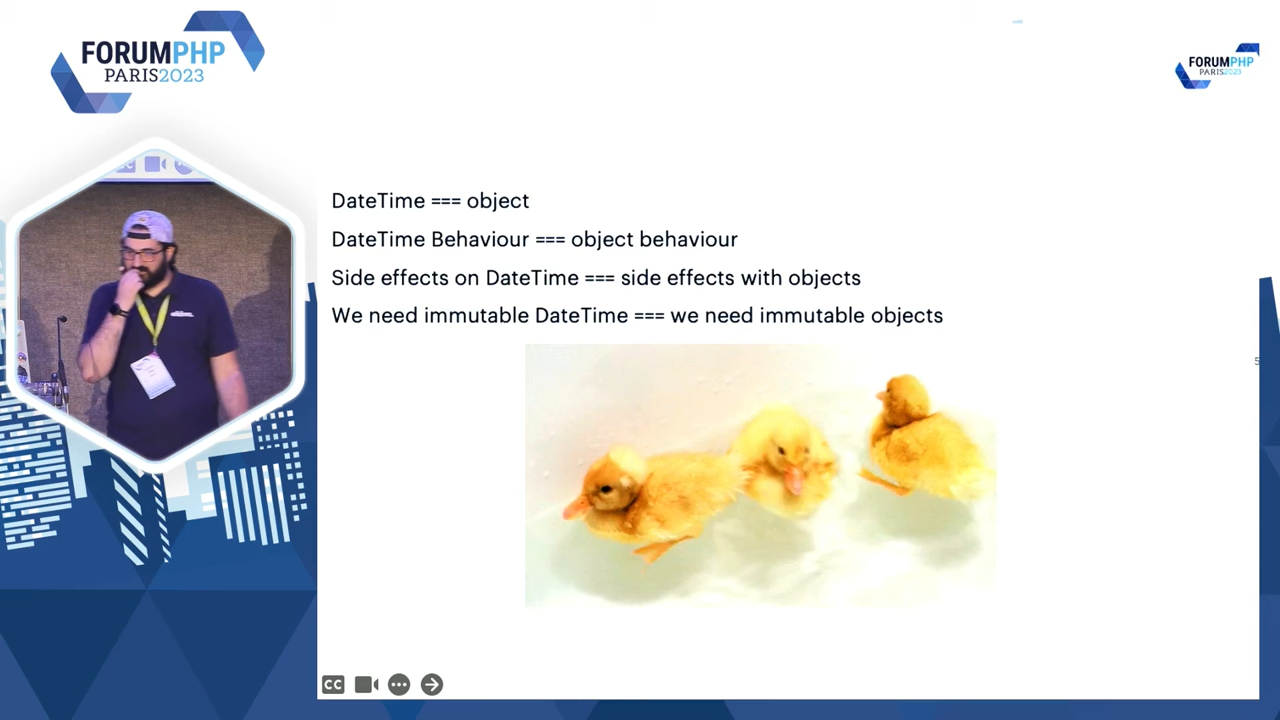 FORUMPHP
PARIS2023
FORUMPHP
PARIS2023
DateTime === object
DateTime Behaviour === object behaviour
Side effects on DateTime === side effects with objects
We need immutable DateTime === we need immutable objects
5
CC